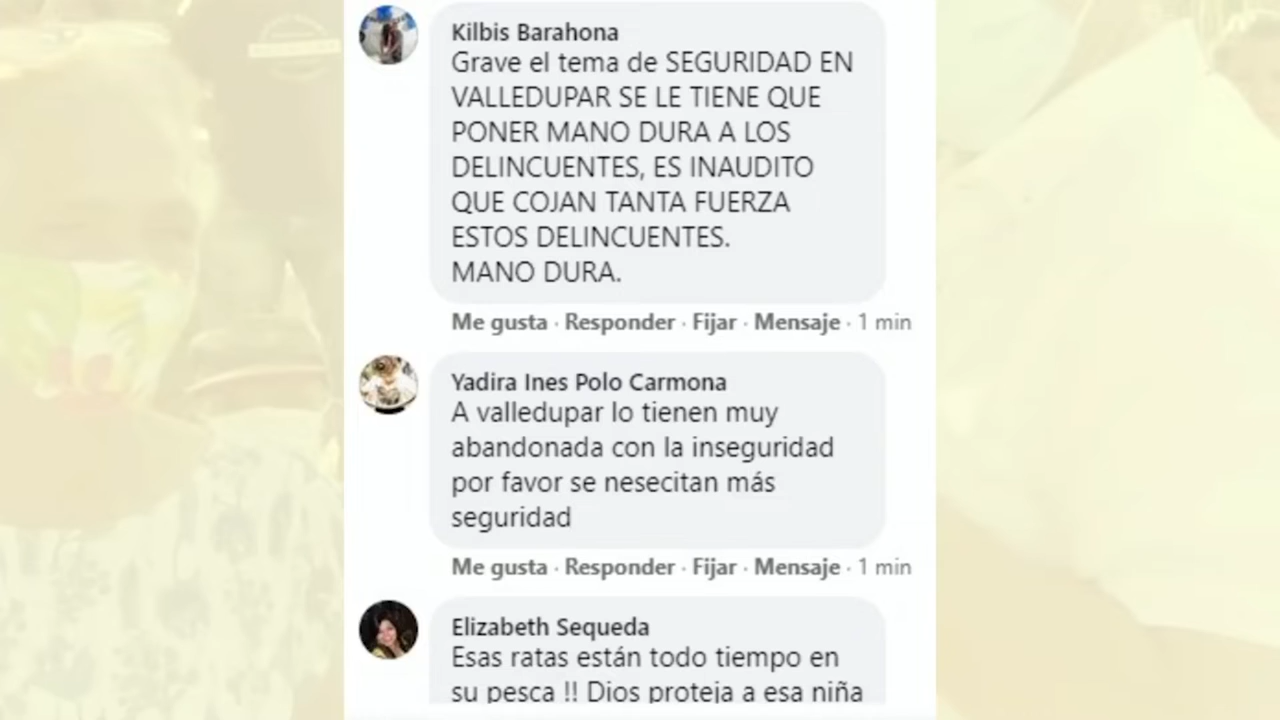 Kilbis Barahona
Grave el tema de SEGURIDAD EN
VALLEDUPAR SE LE TIENE QUE
PONER MANO DURA A LOS
DELINCUENTES, ES INAUDITO
QUE COJAN TANTA FUERZA
ESTOS DELINCUENTES.
MANO DURA.
Me gusta · Responder · Fijar · Mensaje · 1 min
Yadira Ines Polo Carmona
A valledupar lo tienen muy
abandonada con la inseguridad
por favor se nesecitan más
seguridad
Me gusta · Responder · Fijar · Mensaje · 1 min
Elizabeth Sequeda
Esas ratas están todo tiempo en
su pesca !! Dios proteja a esa niña